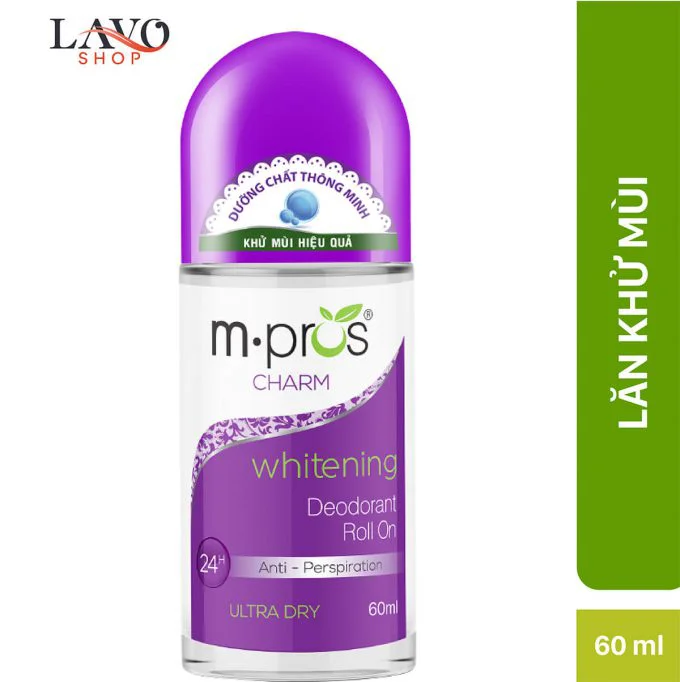 LAVO
SHOP
DƯỠNG CHẤT THÔNG MINH
KHỬ MÙI HIỆU QUẢ
m·pros®
CHARM
whitening
Deodorant
Roll On
24H
Anti - Perspiration
ULTRA DRY
60ml
LĂN KHỬ MÙI
60 ml